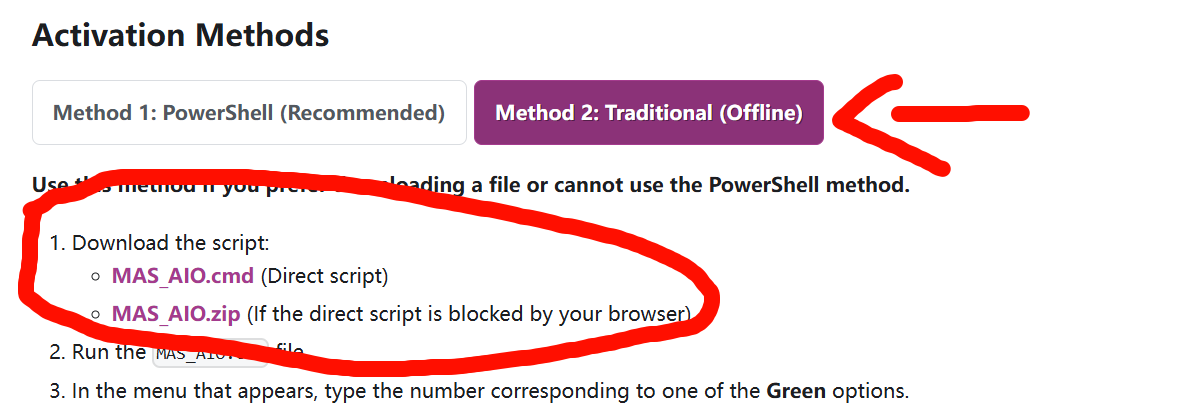 Activation Methods
Method 1: PowerShell (Recommended)
Method 2: Traditional (Offline)
Use this method if you prefer downloading a file or cannot use the PowerShell method.
1. Download the script:
MAS_AIO.cmd (Direct script)
MAS_AIO.zip (If the direct script is blocked by your browser)
2. Run the file
3. In the menu that appears, type the number corresponding to one of the Green options.